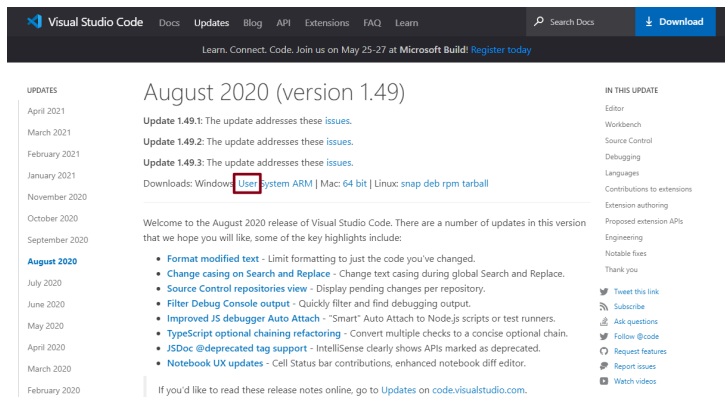 Visual Studio Code Docs Updates Blog API Extensions FAQ Learn Search Docs Download
Learn. Connect. Code. Join us on May 25-27 at Microsoft Build! Register today
UPDATES
April 2021
March 2021
February 2021
January 2021
November 2020
October 2020
September 2020
August 2020
July 2020
June 2020
May 2020
April 2020
March 2020
February 2020
August 2020 (version 1.49)
Update 1.49.1: The update addresses these issues.
Update 1.49.2: The update addresses these issues.
Update 1.49.3: The update addresses these issues.
Downloads: Windows: User System ARM | Mac: 64 bit | Linux: snap deb rpm tarball
Welcome to the August 2020 release of Visual Studio Code. There are a number of updates in this version
that we hope you will like, some of the key highlights include:
• Format modified text - Limit formatting to just the code you've changed.
• Change casing on Search and Replace - Change text casing during global Search and Replace.
• Source Control repositories view - Display pending changes per repository.
• Filter Debug Console output - Quickly filter and find debugging output.
• Improved JS debugger Auto Attach - "Smart" Auto Attach to Node.js scripts or test runners.
• TypeScript optional chaining refactoring - Convert multiple checks to a concise optional chain.
• JSDoc @deprecated tag support - IntelliSense clearly shows APIs marked as deprecated.
• Notebook UX updates - Cell Status bar contributions, enhanced notebook diff editor.
If you'd like to read these release notes online, go to Updates on code.visualstudio.com.
IN THIS UPDATE
Editor
Workbench
Source Control
Debugging
Languages
Contributions to extensions
Extension authoring
Proposed extension APIs
Engineering
Notable fixes
Thank you
Tweet this link
Subscribe
Ask questions
Follow @code
Request features
Report issues
Watch videos